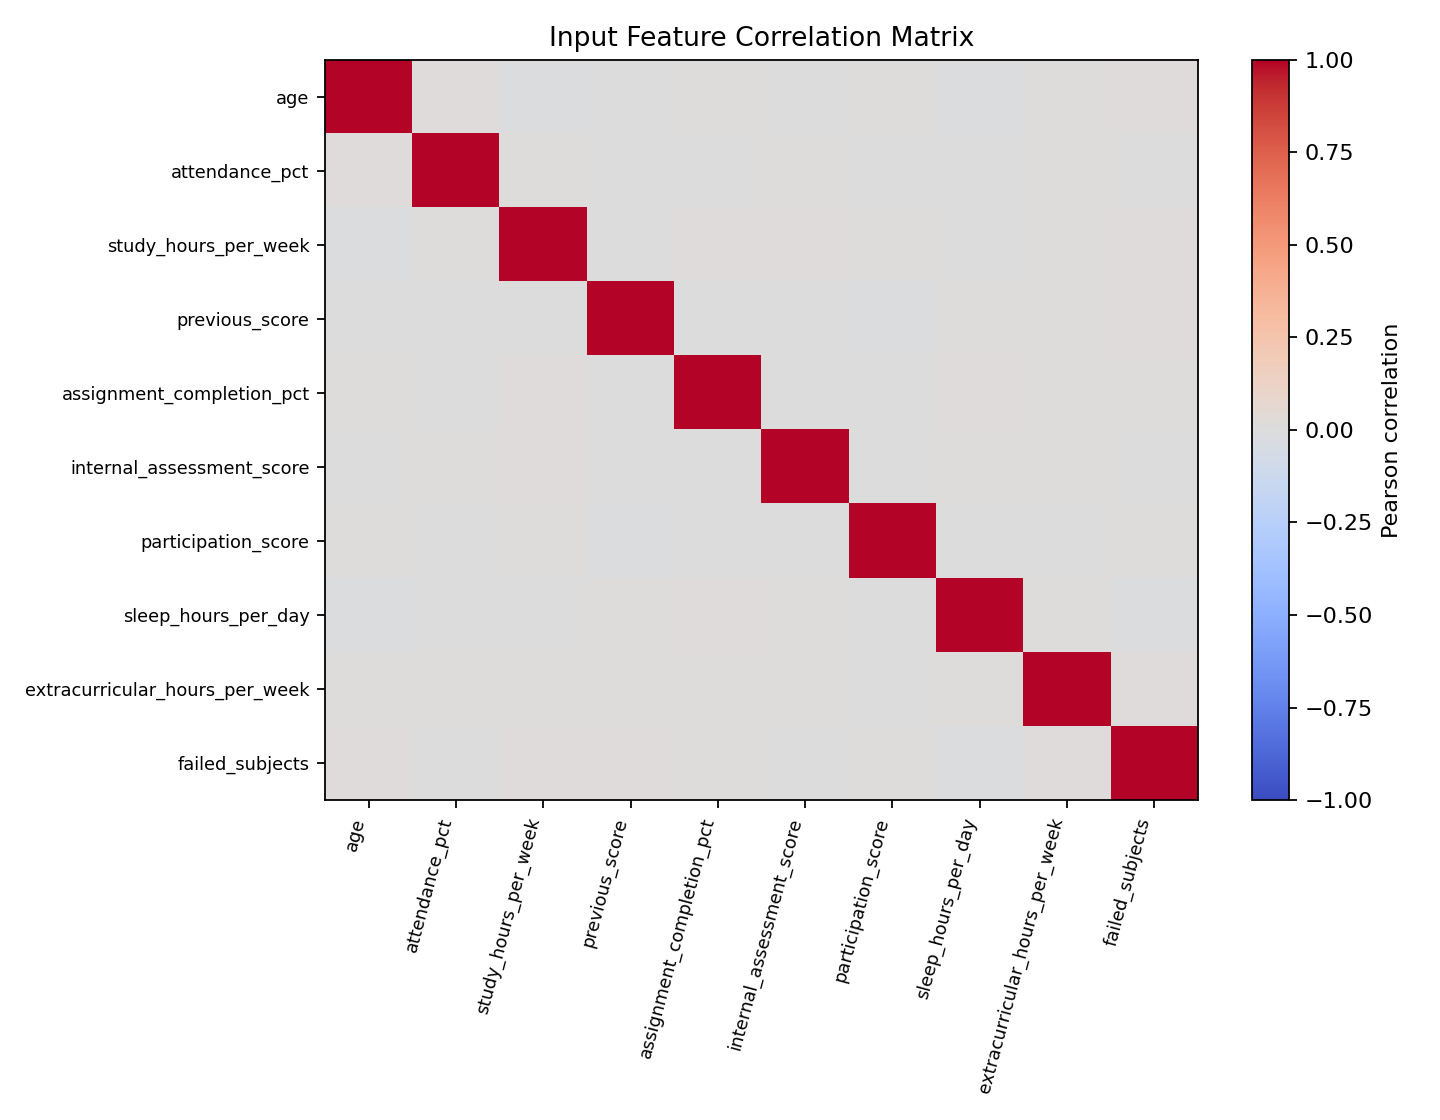 Input Feature Correlation Matrix
age
attendance_pct
study_hours_per_week
previous_score
assignment_completion_pct
internal_assessment_score
participation_score
sleep_hours_per_day
extracurricular_hours_per_week
failed_subjects
age
attendance_pct
study_hours_per_week
previous_score
assignment_completion_pct
internal_assessment_score
participation_score
sleep_hours_per_day
extracurricular_hours_per_week
failed_subjects
1.00
0.75
0.50
0.25
0.00
−0.25
−0.50
−0.75
−1.00
Pearson correlation